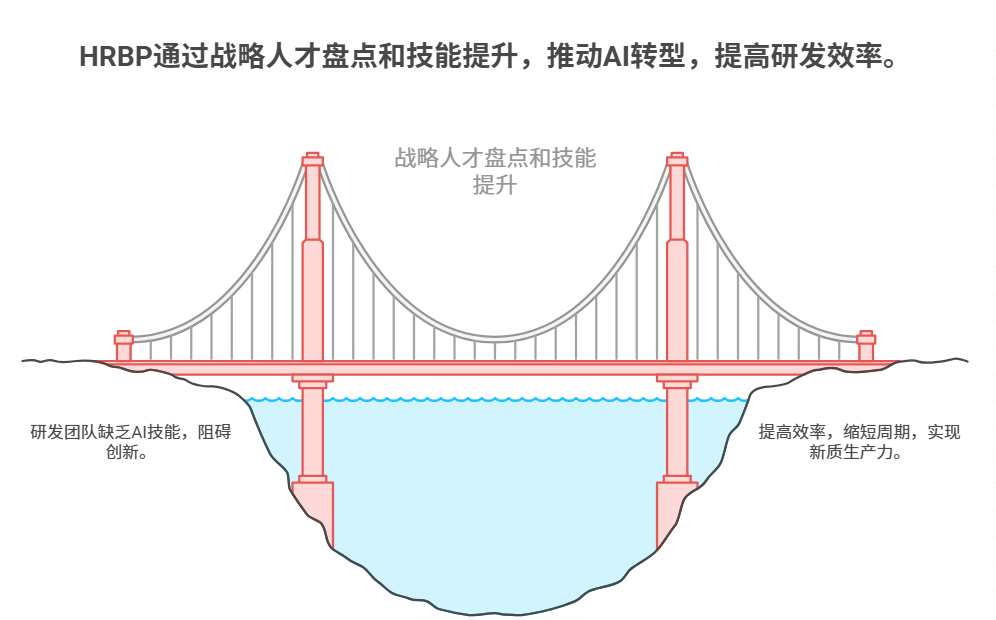 HRBP通过战略人才盘点和技能提升，推动AI转型，提高研发效率。
战略人才盘点和技能
提升
研发团队缺乏AI技能，阻碍
创新。
提高效率，缩短周期，实现
新质生产力。